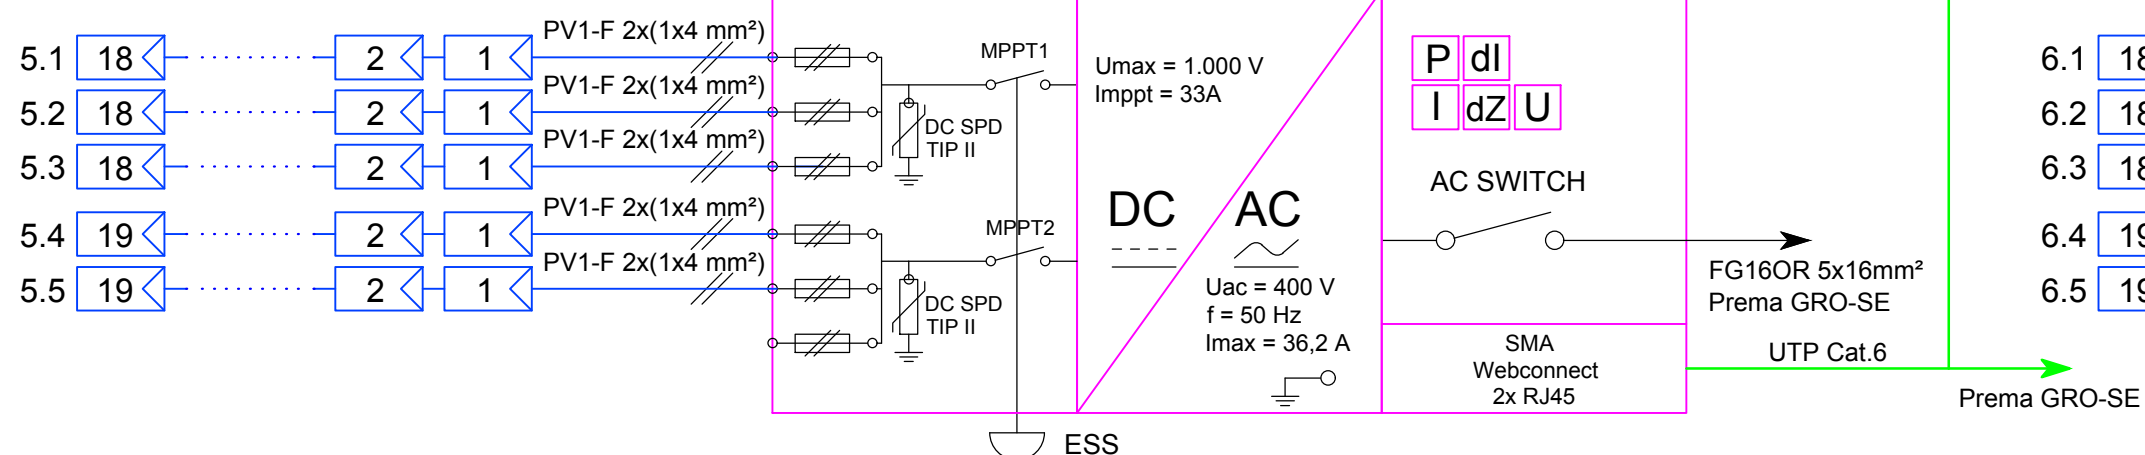 5.1 18 2 1 PV1-F 2x(1x4 mm²)
5.2 18 2 1 PV1-F 2x(1x4 mm²)
5.3 18 2 1 PV1-F 2x(1x4 mm²)
5.4 19 2 1 PV1-F 2x(1x4 mm²)
5.5 19 2 1 PV1-F 2x(1x4 mm²)
MPPT1
DC SPD
TIP II
MPPT2
DC SPD
TIP II
ESS
Umax = 1.000 V
Imppt = 33A
DC
AC
Uac = 400 V
f = 50 Hz
Imax = 36,2 A
P dI
I dZ U
AC SWITCH
SMA
Webconnect
2x RJ45
FG16OR 5x16mm²
Prema GRO-SE
UTP Cat.6
Prema GRO-SE
6.1
6.2
6.3
6.4
6.5